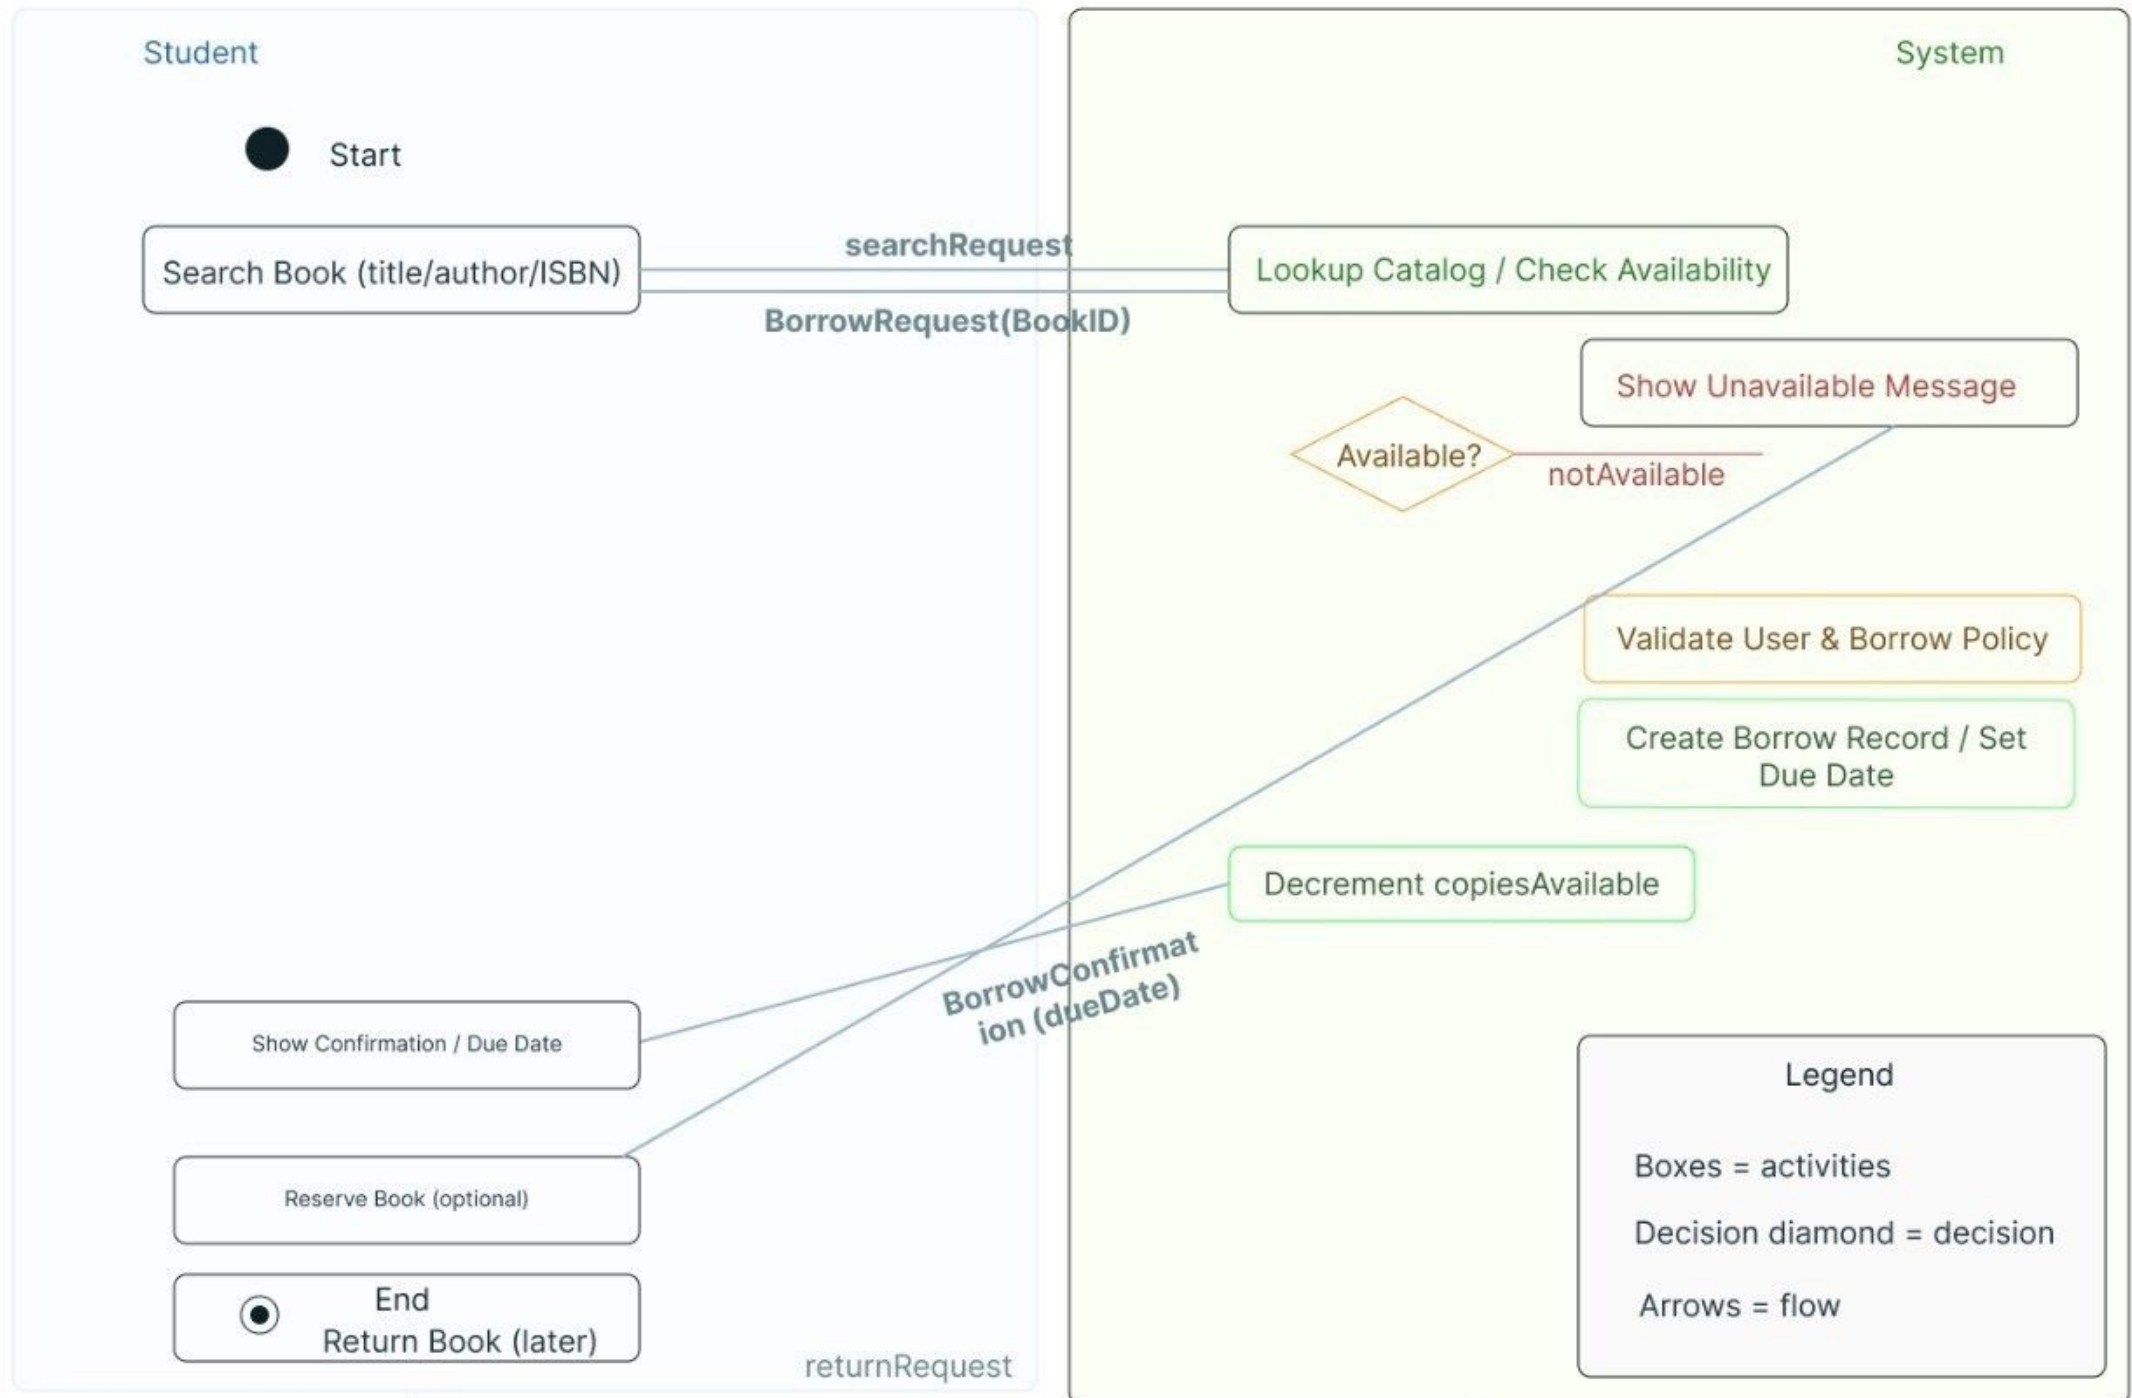 Student
System
Start
Search Book (title/author/ISBN)
searchRequest
BorrowRequest(BookID)
Lookup Catalog / Check Availability
Show Unavailable Message
Available?
notAvailable
Validate User & Borrow Policy
Create Borrow Record / Set
Due Date
Decrement copiesAvailable
BorrowConfirmat
ion (dueDate)
Show Confirmation / Due Date
Reserve Book (optional)
End
Return Book (later)
returnRequest
Legend
Boxes = activities
Decision diamond = decision
Arrows = flow